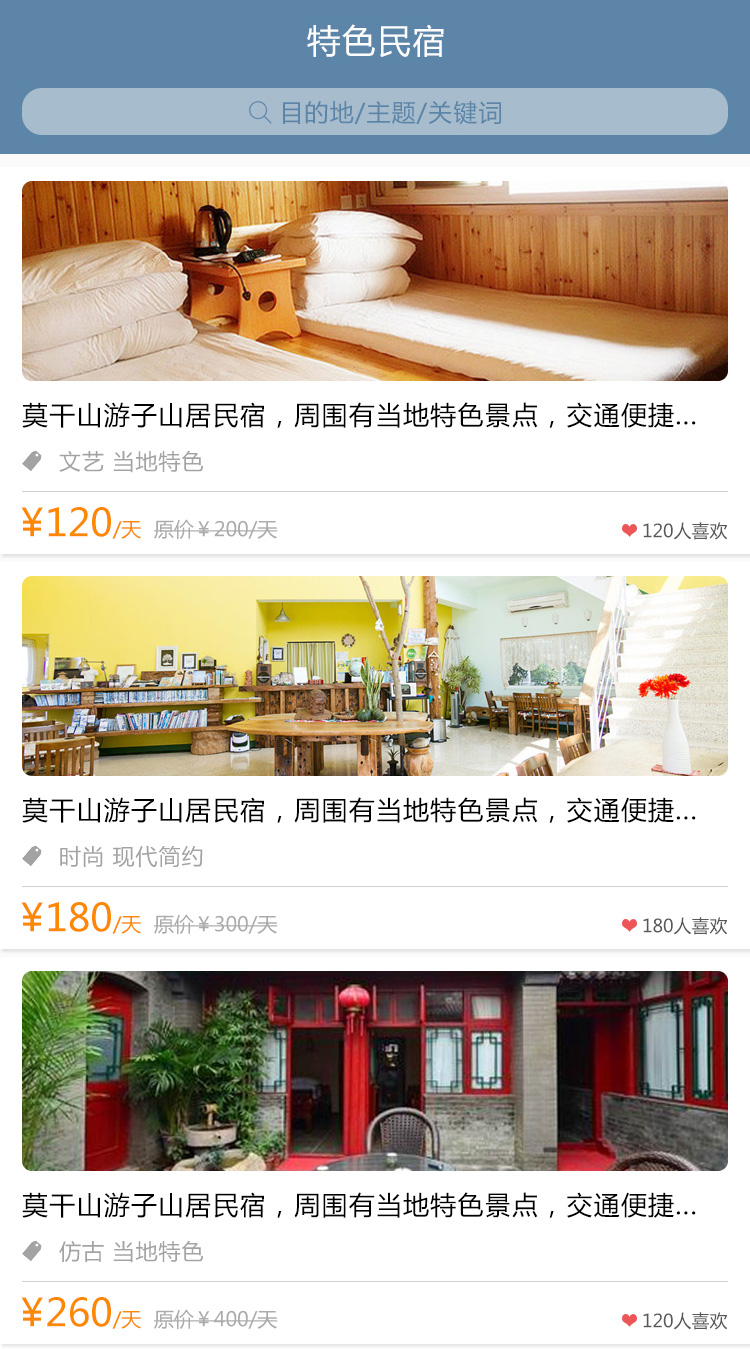 特色民宿
目的地/主题/关键词
莫干山游子山居民宿，周围有当地特色景点，交通便捷...
文艺 当地特色
¥120/天 原价¥200/天 120人喜欢
莫干山游子山居民宿，周围有当地特色景点，交通便捷...
时尚 现代简约
¥180/天 原价¥300/天 180人喜欢
莫干山游子山居民宿，周围有当地特色景点，交通便捷...
仿古 当地特色
¥260/天 原价¥400/天 120人喜欢